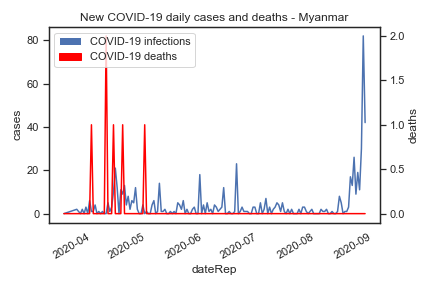 New COVID-19 daily cases and deaths - Myanmar
COVID-19 infections
COVID-19 deaths
80
60
40
20
0
cases
2.0
1.5
1.0
0.5
0.0
deaths
2020-04
2020-05
2020-06
2020-07
2020-08
2020-09
dateRep